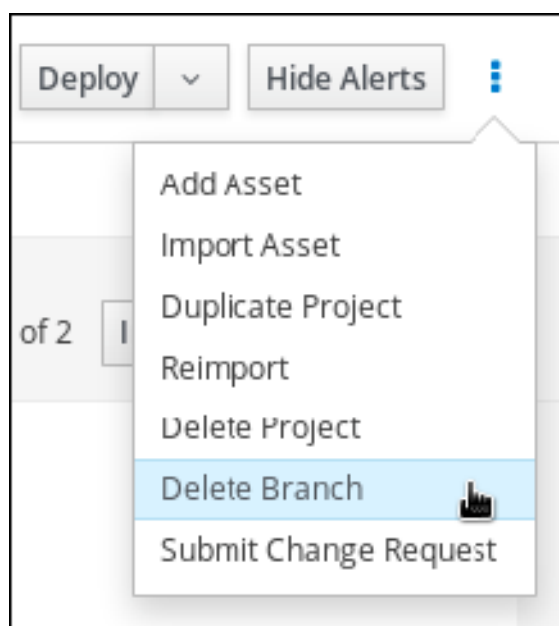 Deploy
Hide Alerts
Add Asset
Import Asset
Duplicate Project
of 2
Reimport
Delete Project
Delete Branch
Submit Change Request